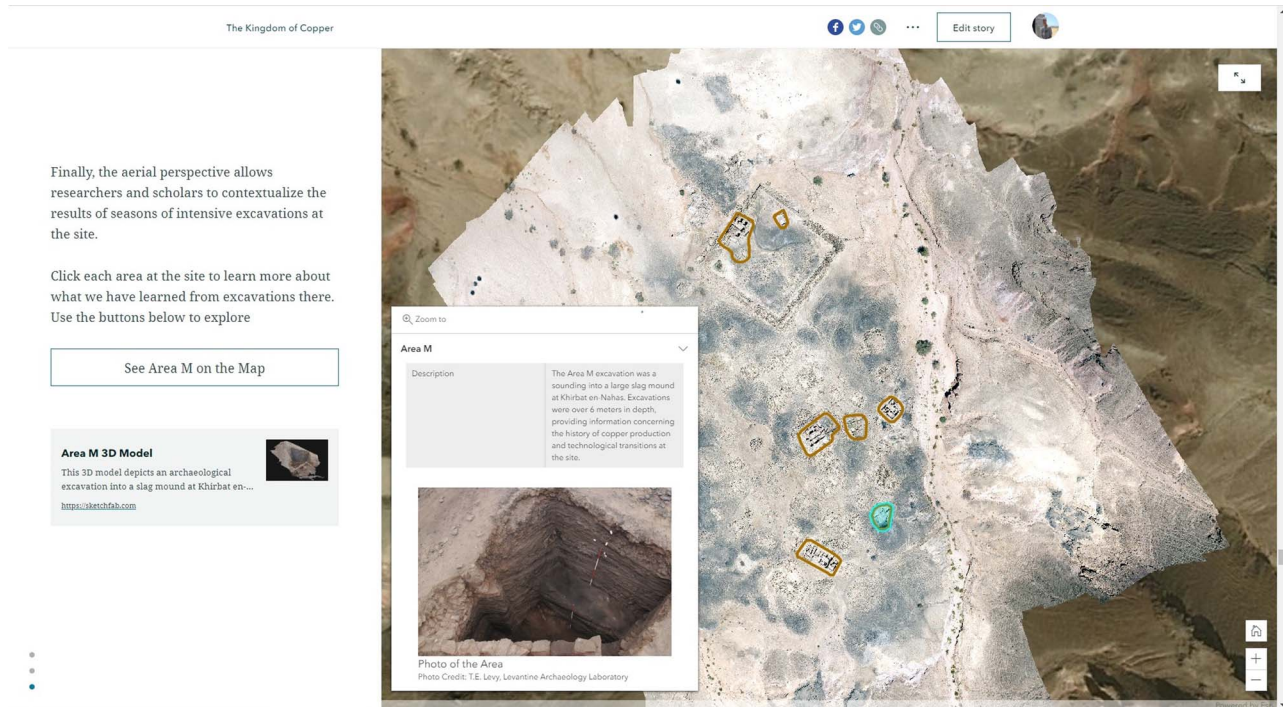 The Kingdom of Copper
Edit story
Finally, the aerial perspective allows
researchers and scholars to contextualize the
results of seasons of intensive excavations at
the site.
Click each area at the site to learn more about
what we have learned from excavations there.
Use the buttons below to explore
See Area M on the Map
Area M 3D Model
This 3D model depicts an archaeological
excavation into a slag mound at Khirbat en-...
https://sketchfab.com
Zoom to
Area M
Description
The Area M excavation was a
sounding into a large slag mound
at Khirbat en-Nahas. Excavations
were over 6 meters in depth,
providing information concerning
the history of copper production
and technological transitions at
the site.
Photo of the Area
Photo Credit: T.E. Levy, Levantine Archaeology Laboratory
Powered by Esri